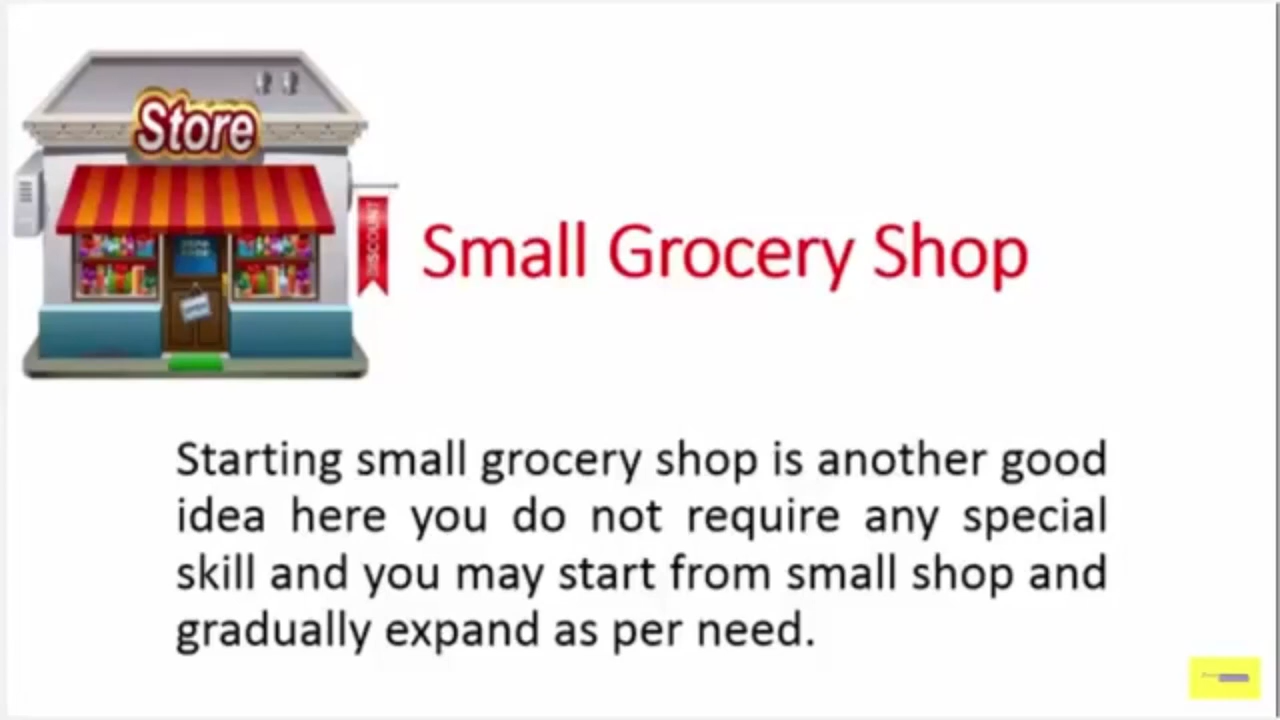 Store
DISCOUNT
Small Grocery Shop
Starting small grocery shop is another good
idea here you do not require any special
skill and you may start from small shop and
gradually expand as per need.